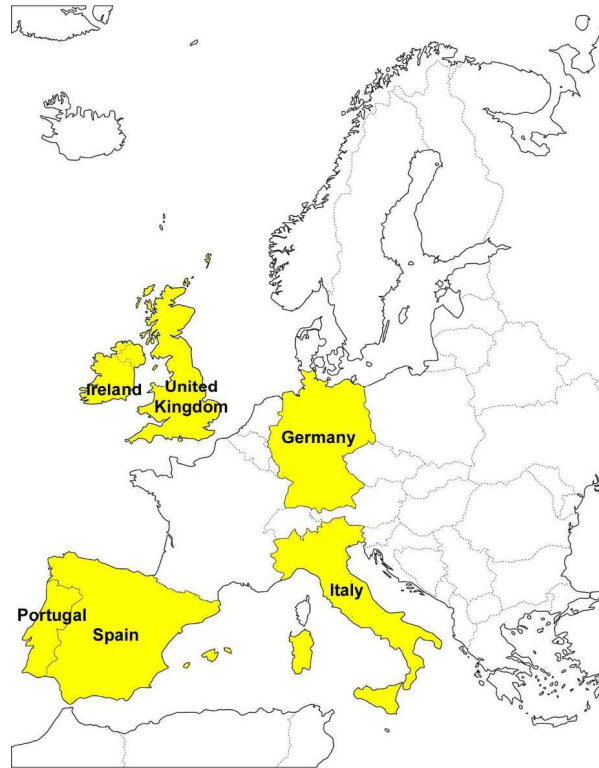 Ireland
United
Kingdom
Germany
Italy
Portugal
Spain